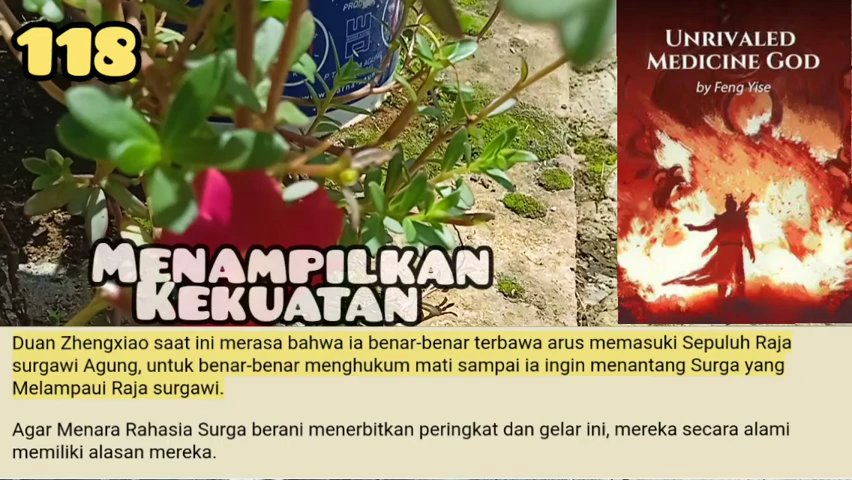 118
PRODU
UNRIVALED
MEDICINE GOD
by Feng Yise
MENAMPILKAN
KEKUATAN
Duan Zhengxiao saat ini merasa bahwa ia benar-benar terbawa arus memasuki Sepuluh Raja
surgawi Agung, untuk benar-benar menghukum mati sampai ia ingin menantang Surga yang
Melampaui Raja surgawi.
Agar Menara Rahasia Surga berani menerbitkan peringkat dan gelar ini, mereka secara alami
memiliki alasan mereka.